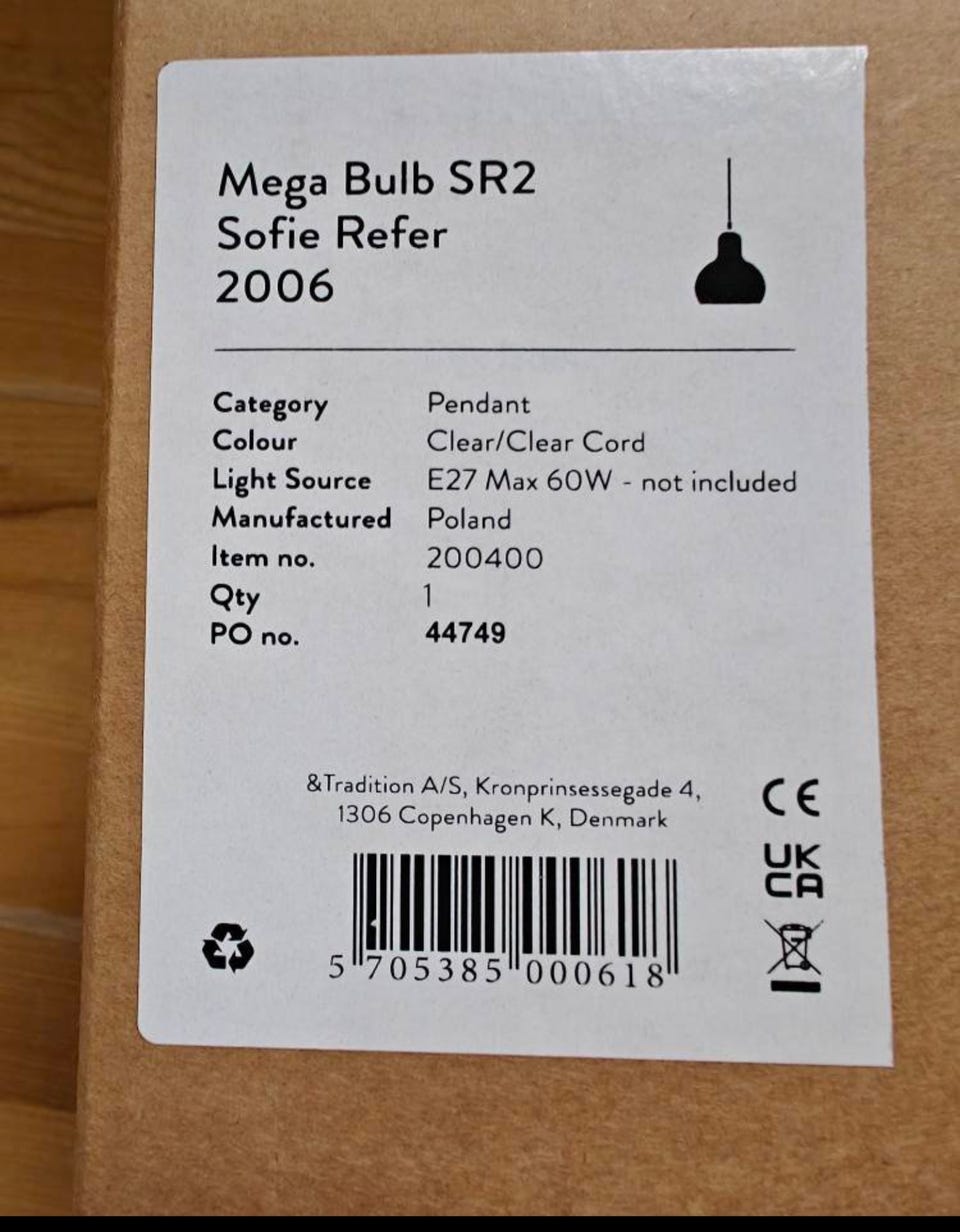 Mega Bulb SR2
Sofie Refer
2006
Category Pendant
Colour Clear/Clear Cord
Light Source E27 Max 60W - not included
Manufactured Poland
Item no. 200400
Qty 1
PO no. 44749
&Tradition A/S, Kronprinsessegade 4,
1306 Copenhagen K, Denmark
CE
UK
CA
5 705385 000618